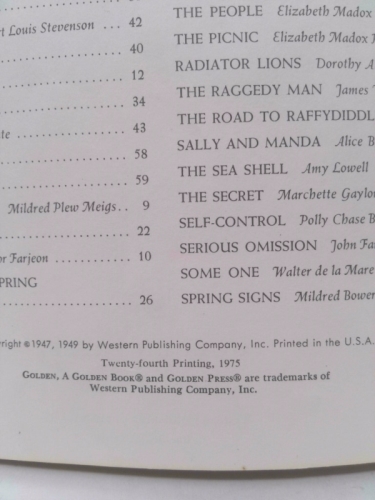 t Louis Stevenson . 42
40
12
34
te 43
58
59
Mildred Plew Meigs . . 9
22
or Farjeon 10
PRING
26
THE PEOPLE Elizabeth Madox
THE PICNIC Elizabeth Madox
RADIATOR LIONS Dorothy A
THE RAGGEDY MAN James
THE ROAD TO RAFFYDIDDL
SALLY AND MANDA Alice B
THE SEA SHELL Amy Lowell
THE SECRET Marchette Gaylo
SELF-CONTROL Polly Chase B
SERIOUS OMISSION John Fa
SOME ONE Walter de la Mare
SPRING SIGNS Mildred Bower
yright © 1947, 1949 by Western Publishing Company, Inc. Printed in the U.S.A.
Twenty-fourth Printing, 1975
GOLDEN, A GOLDEN BOOK® and GOLDEN PRESS® are trademarks of
Western Publishing Company, Inc.